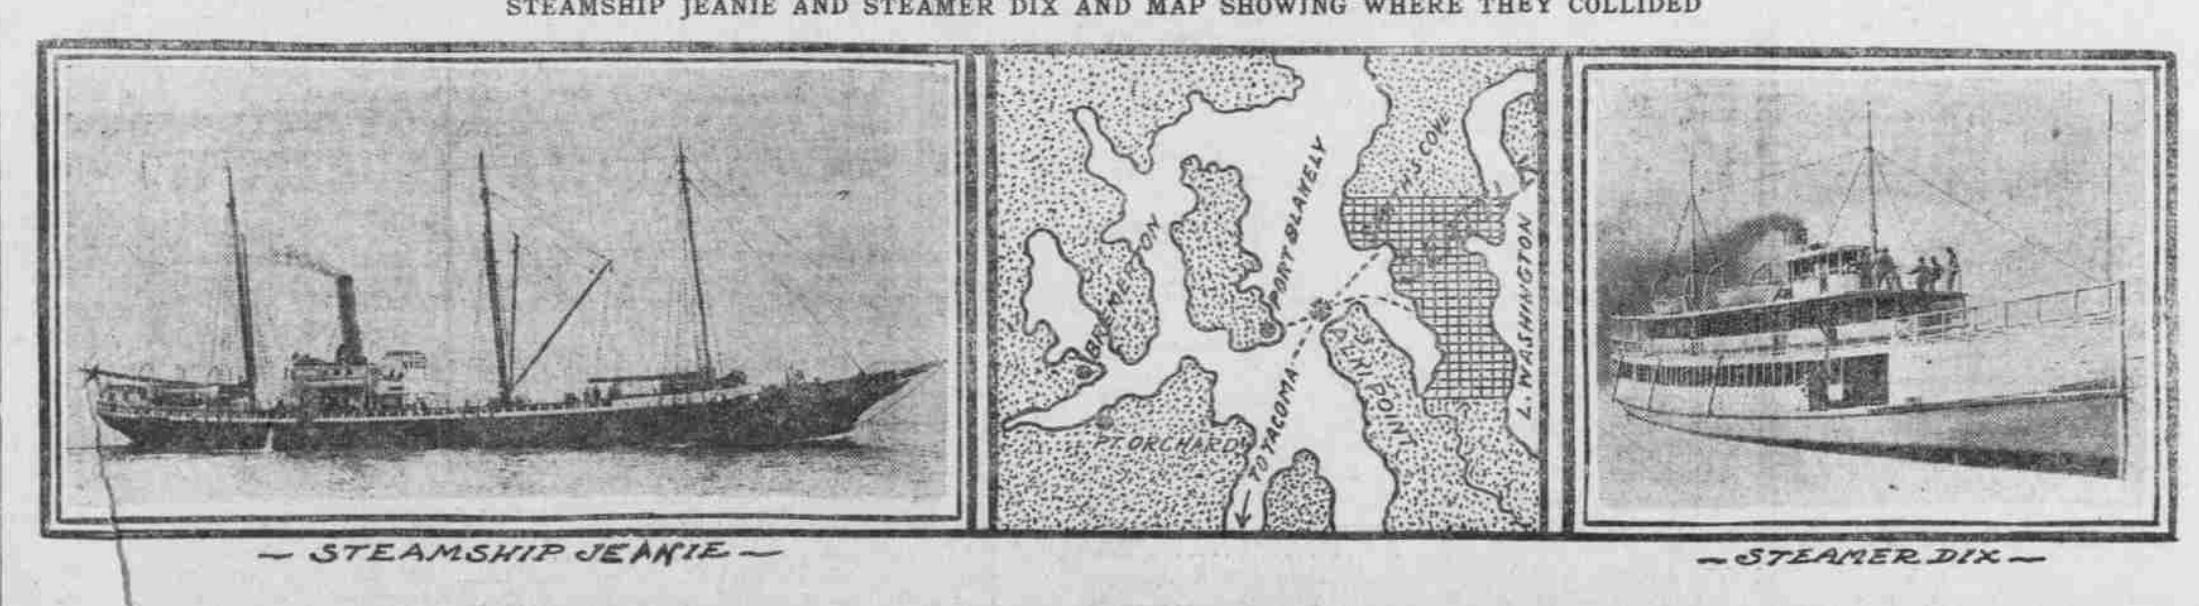 STEAMSHIP JEANIE AND STEAMER DIX AND MAP SHOWING WHERE THEY COLLIDED
BREMETON
PORT BLAKELY
COVE
L. WASHINGTON
ALKI POINT
PT. ORCHARD
TO TACOMA
~ STEAMSHIP JEANIE ~
~ STEAMER DIX ~